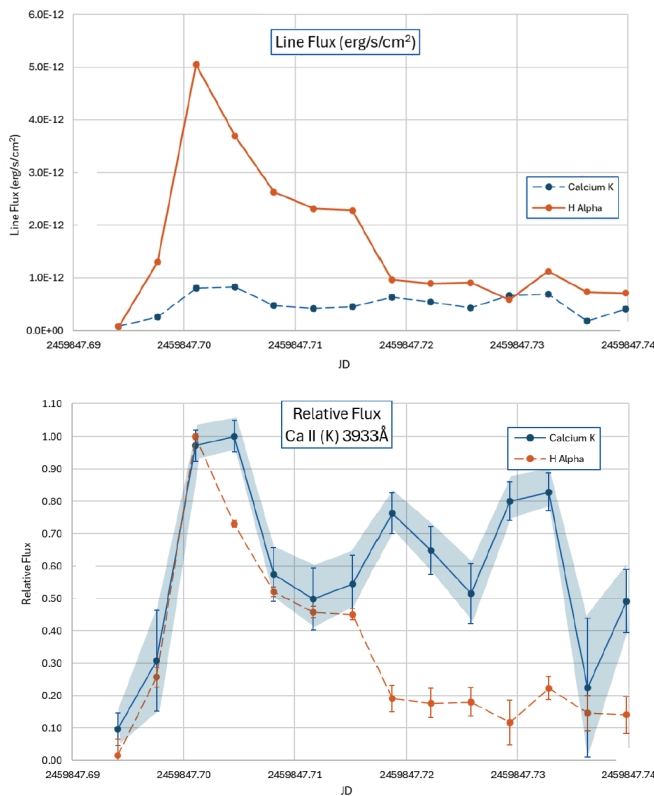 6.0E-12
Line Flux (erg/s/cm²)
5.0E-12
4.0E-12
Line Flux (erg/s/cm²)
3.0E-12
Calcium K
H Alpha
2.0E-12
1.0E-12
0.0E+00
2459847.69 2459847.70 2459847.71 2459847.72 2459847.73 2459847.74
JD
1.10
Relative Flux
Ca II (K) 3933Å
Calcium K
H Alpha
1.00
0.90
0.80
0.70
0.60
Relative Flux
0.50
0.40
0.30
0.20
0.10
0.00
2459847.69 2459847.70 2459847.71 2459847.72 2459847.73 2459847.74
JD